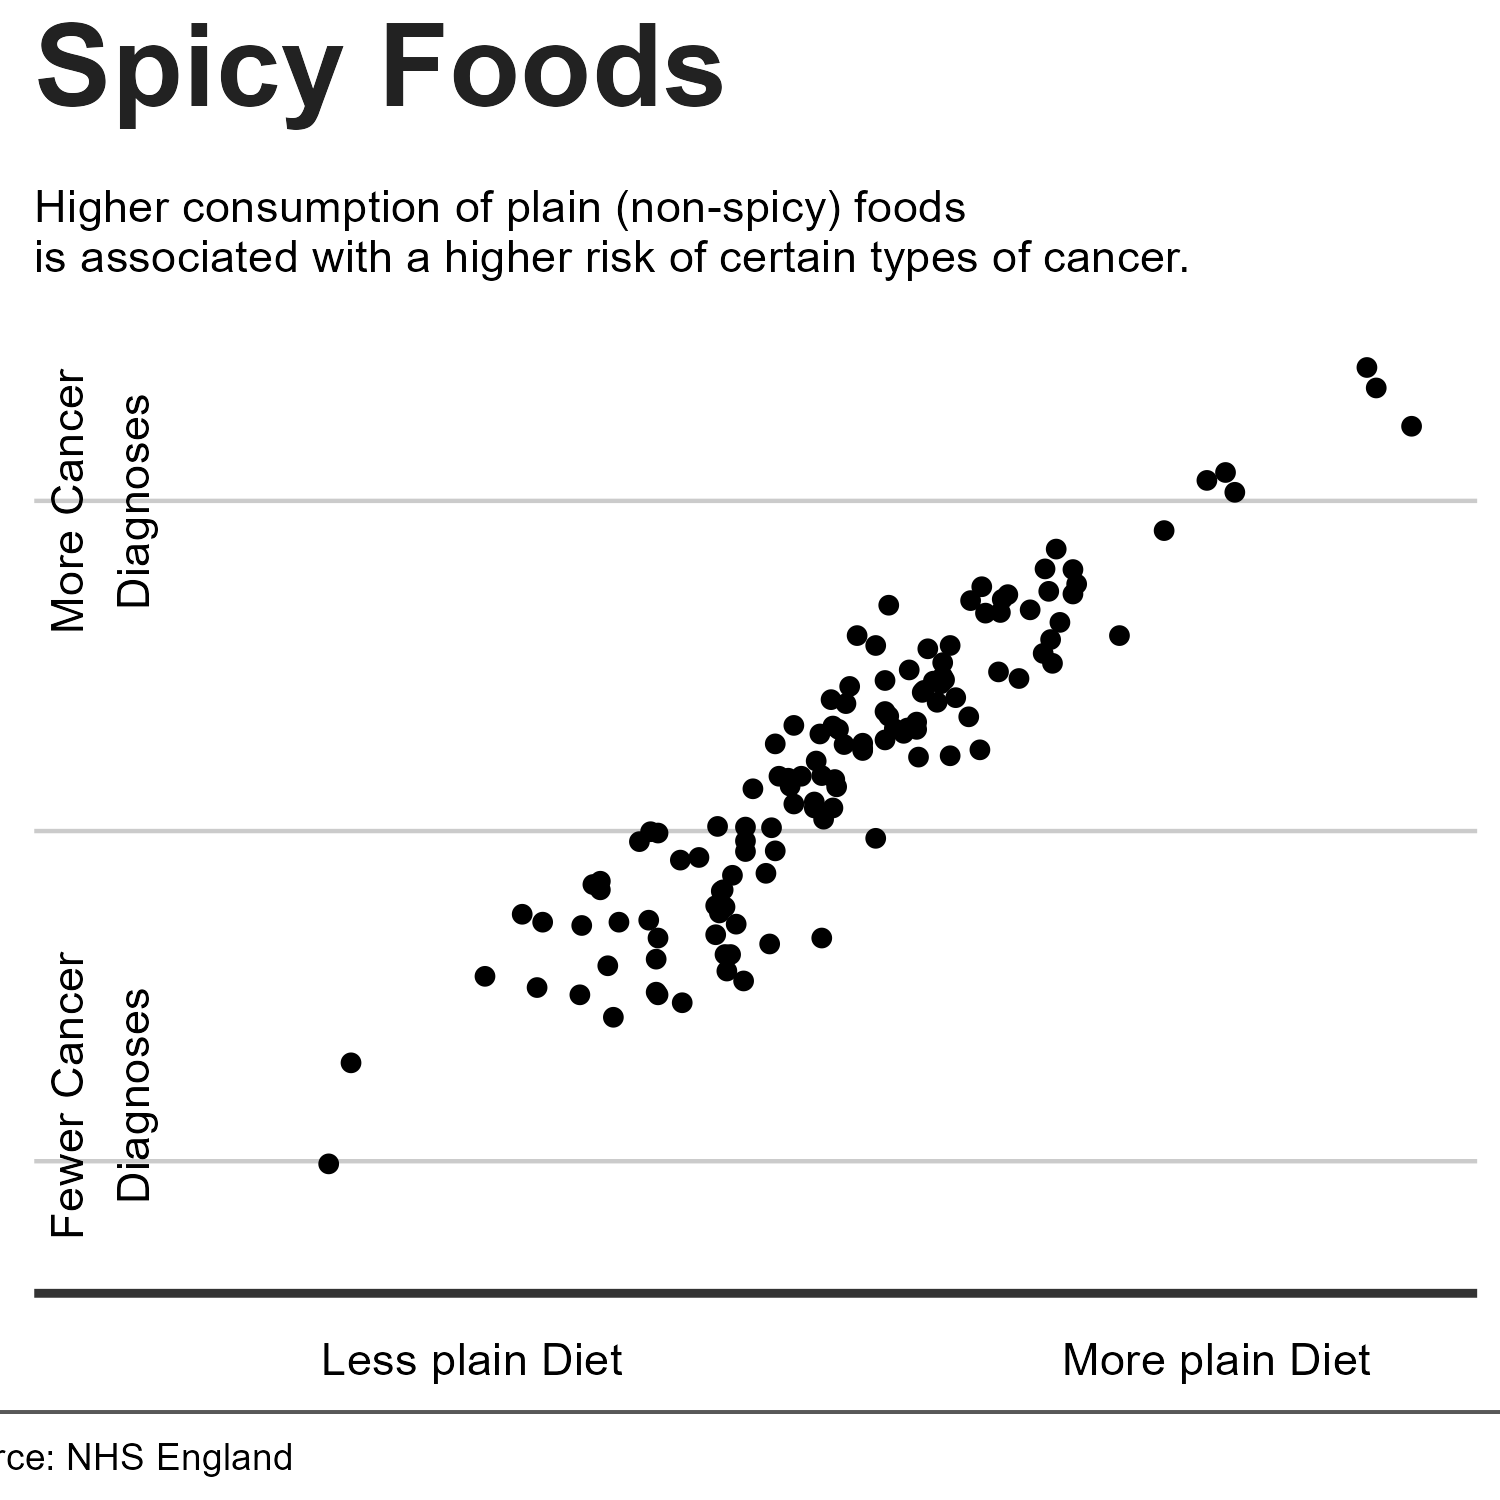 Spicy Foods
Higher consumption of plain (non-spicy) foods
is associated with a higher risk of certain types of cancer.
More Cancer
Diagnoses
Fewer Cancer
Diagnoses
Less plain Diet
More plain Diet
rce: NHS England